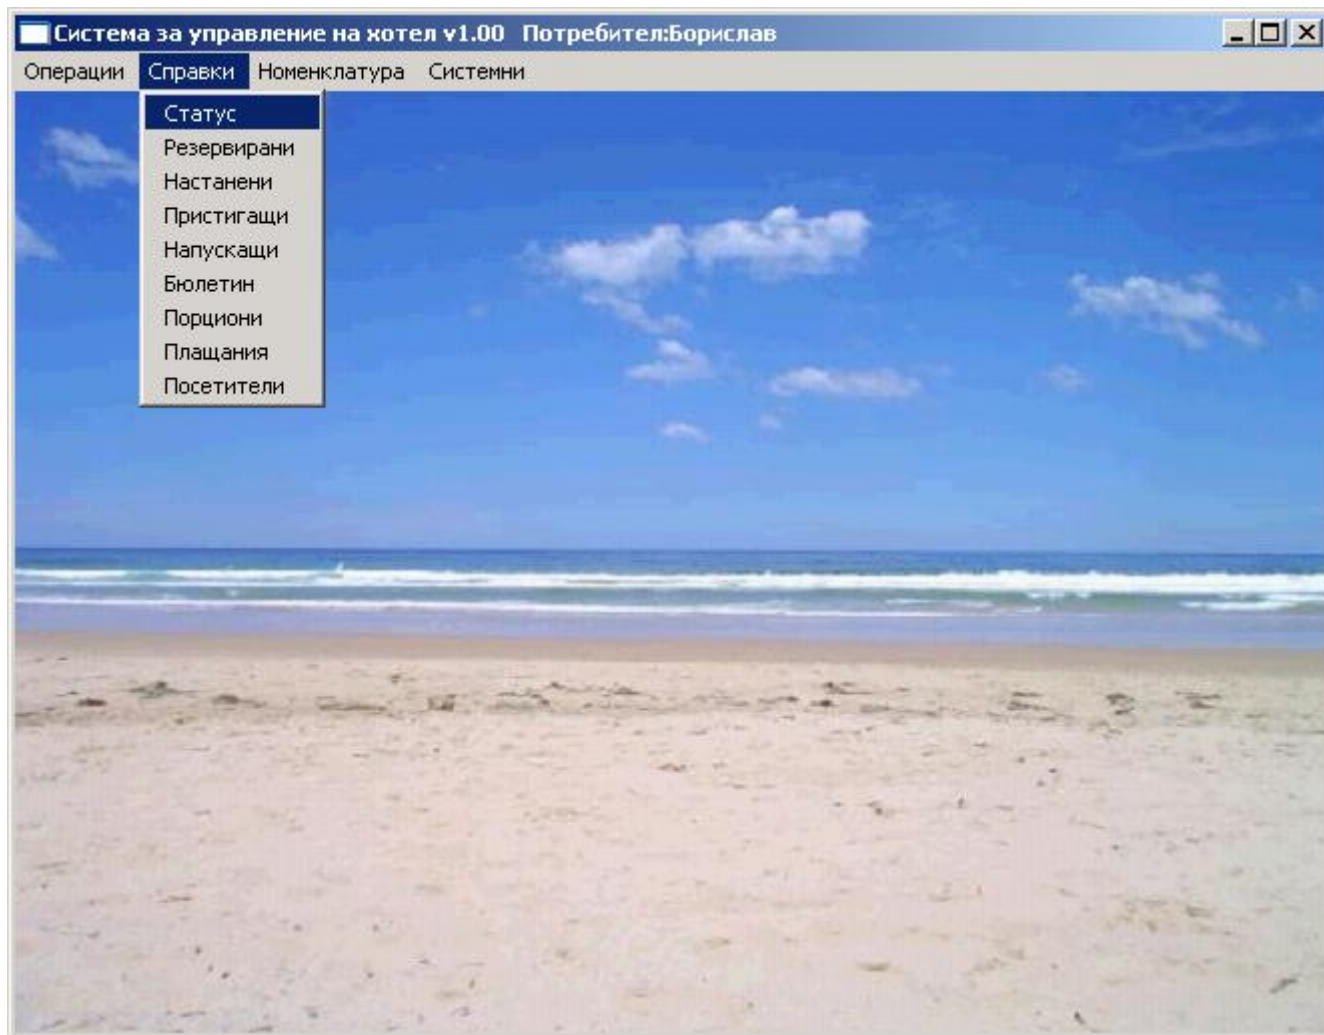 Система за управление на хотел v1.00 Потребител:Борислав
Операции Справки Номенклатура Системни
Статус
Резервирани
Настанени
Пристигащи
Напускащи
Бюлетин
Порциони
Плащания
Посетители